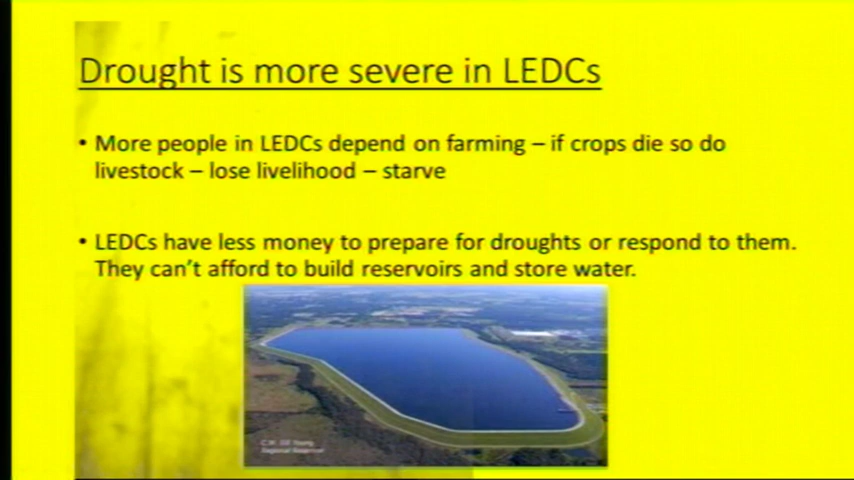 Drought is more severe in LEDCs
• More people in LEDCs depend on farming – if crops die so do
livestock – lose livelihood – starve
• LEDCs have less money to prepare for droughts or respond to them.
They can't afford to build reservoirs and store water.
C.W. Bill Young
Regional Reservoir